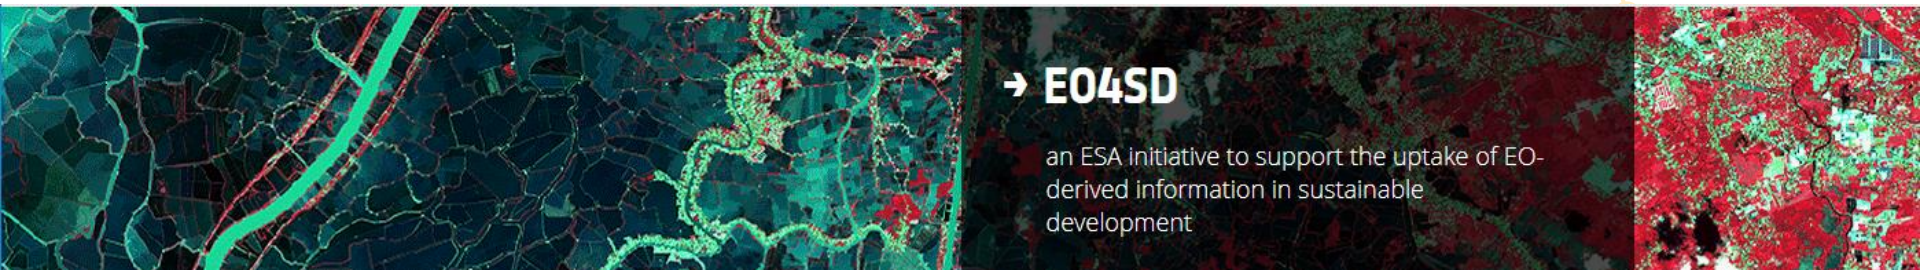 → EO4SD
an ESA initiative to support the uptake of EO-
derived information in sustainable
development